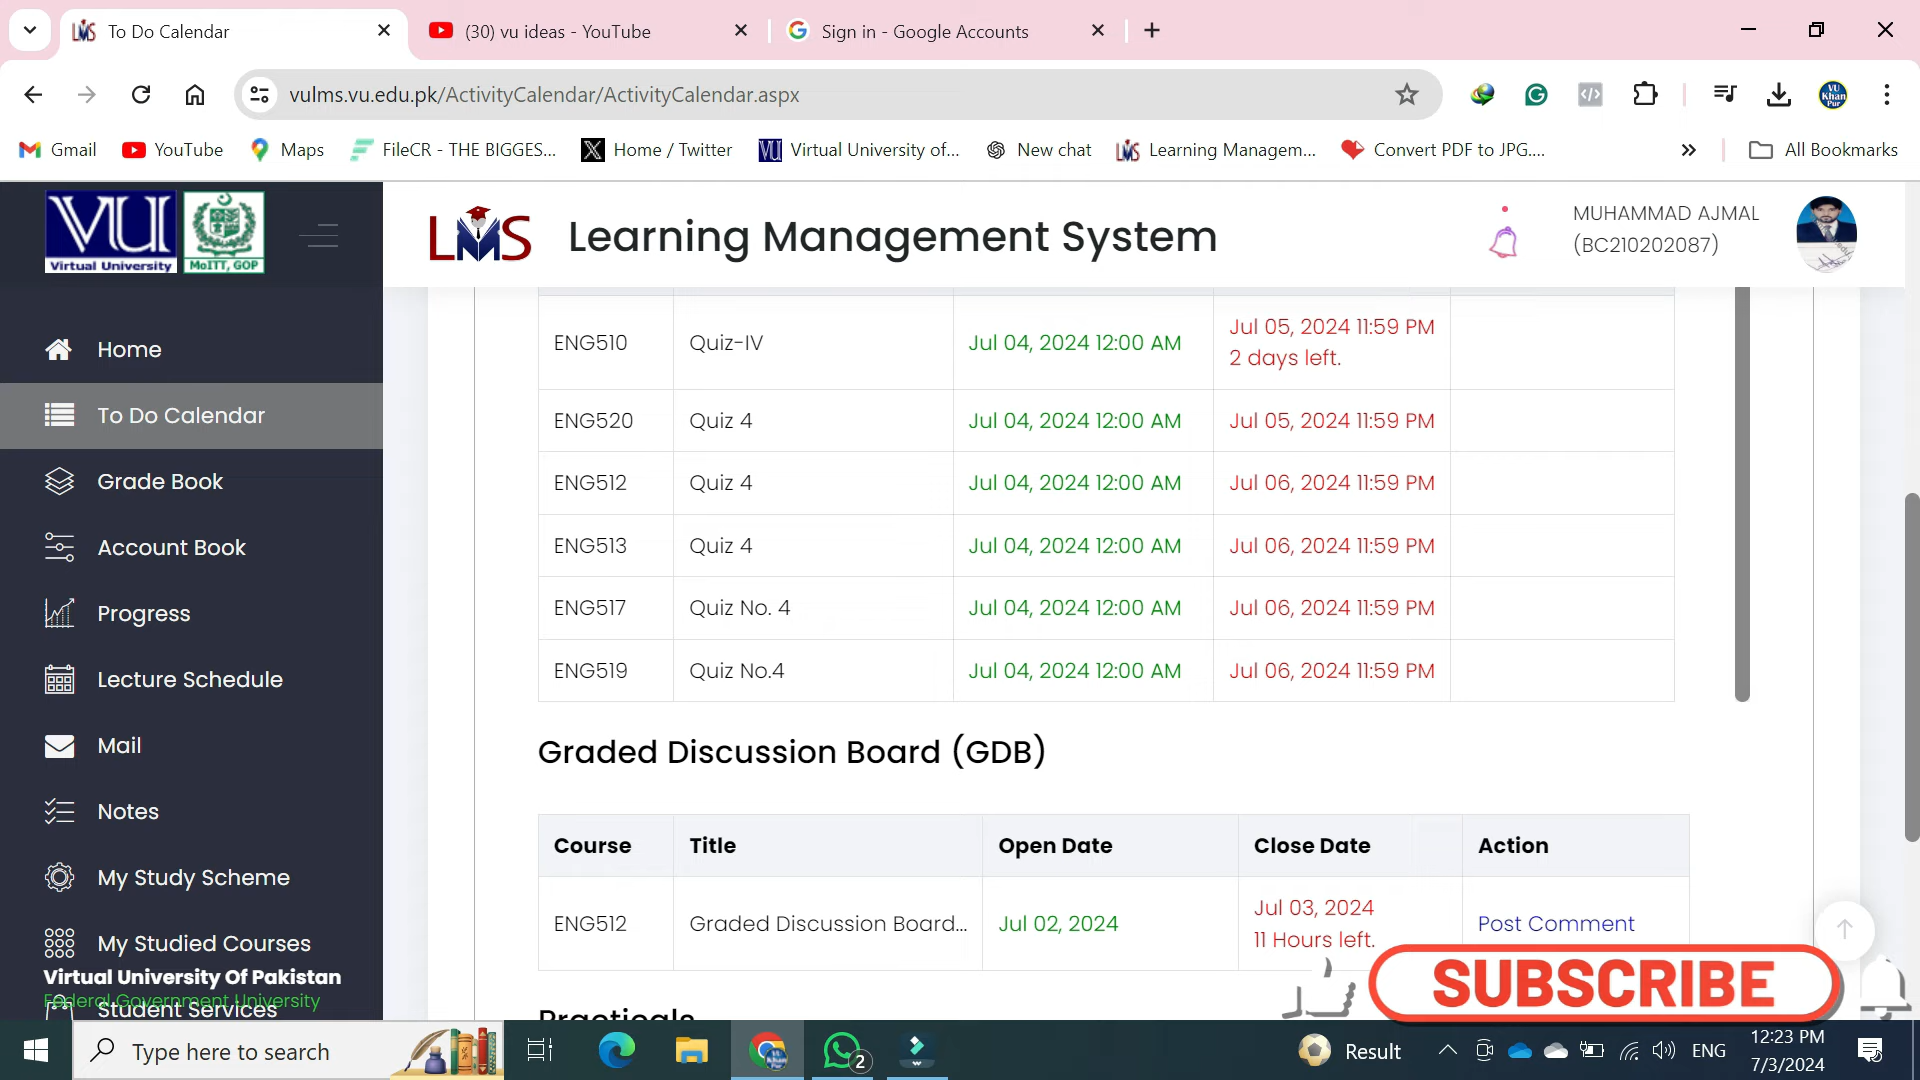 To Do Calendar
(30) vu ideas - YouTube
Sign in - Google Accounts
vulms.vu.edu.pk/ActivityCalendar/ActivityCalendar.aspx
VU Khan Pur
Gmail
YouTube
Maps
FileCR - THE BIGGES...
Home / Twitter
Virtual University of...
New chat
Learning Managem...
Convert PDF to JPG....
All Bookmarks
VU
Virtual University
MoITT, GOP
LMS
Learning Management System
MUHAMMAD AJMAL
(BC210202087)
Home
To Do Calendar
Grade Book
Account Book
Progress
Lecture Schedule
Mail
Notes
My Study Scheme
My Studied Courses
Virtual University Of Pakistan
Federal Government University
Student Services
ENG510 Quiz-IV Jul 04, 2024 12:00 AM Jul 05, 2024 11:59 PM
2 days left.
ENG520 Quiz 4 Jul 04, 2024 12:00 AM Jul 05, 2024 11:59 PM
ENG512 Quiz 4 Jul 04, 2024 12:00 AM Jul 06, 2024 11:59 PM
ENG513 Quiz 4 Jul 04, 2024 12:00 AM Jul 06, 2024 11:59 PM
ENG517 Quiz No. 4 Jul 04, 2024 12:00 AM Jul 06, 2024 11:59 PM
ENG519 Quiz No.4 Jul 04, 2024 12:00 AM Jul 06, 2024 11:59 PM
Graded Discussion Board (GDB)
Course Title Open Date Close Date Action
ENG512 Graded Discussion Board... Jul 02, 2024 Jul 03, 2024 Post Comment
11 Hours left.
Practicals
SUBSCRIBE
Type here to search
2
Result
ENG
12:23 PM
7/3/2024